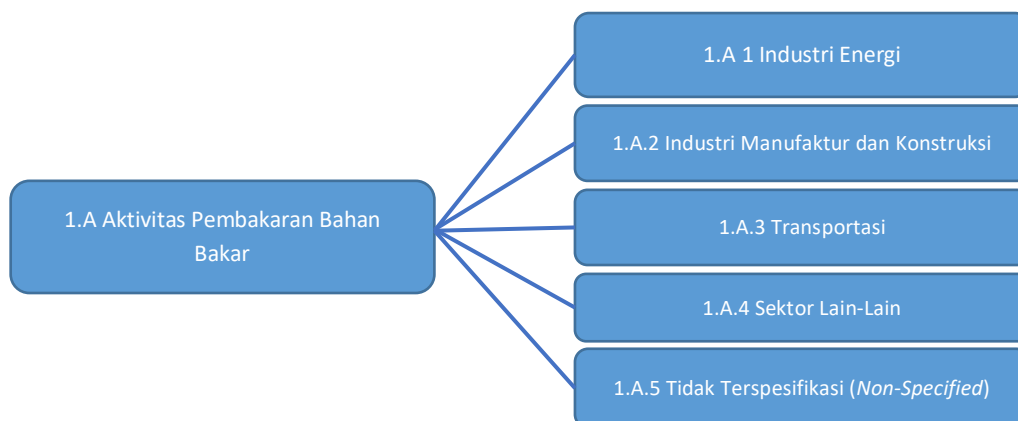 1.A Aktivitas Pembakaran Bahan
Bakar
1.A 1 Industri Energi
1.A.2 Industri Manufaktur dan Konstruksi
1.A.3 Transportasi
1.A.4 Sektor Lain-Lain
1.A.5 Tidak Terspesifikasi (Non-Specified)